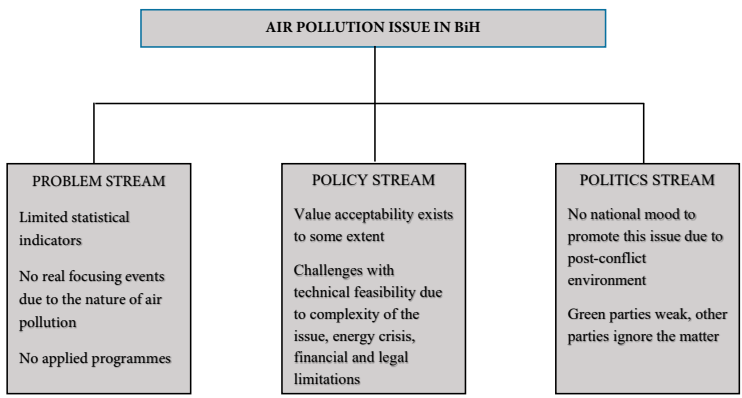 AIR POLLUTION ISSUE IN BiH
PROBLEM STREAM
Limited statistical
indicators
No real focusing events
due to the nature of air
pollution
No applied programmes
POLICY STREAM
Value acceptability exists
to some extent
Challenges with
technical feasibility due
to complexity of the
issue, energy crisis,
financial and legal
limitations
POLITICS STREAM
No national mood to
promote this issue due to
post-conflict
environment
Green parties weak, other
parties ignore the matter